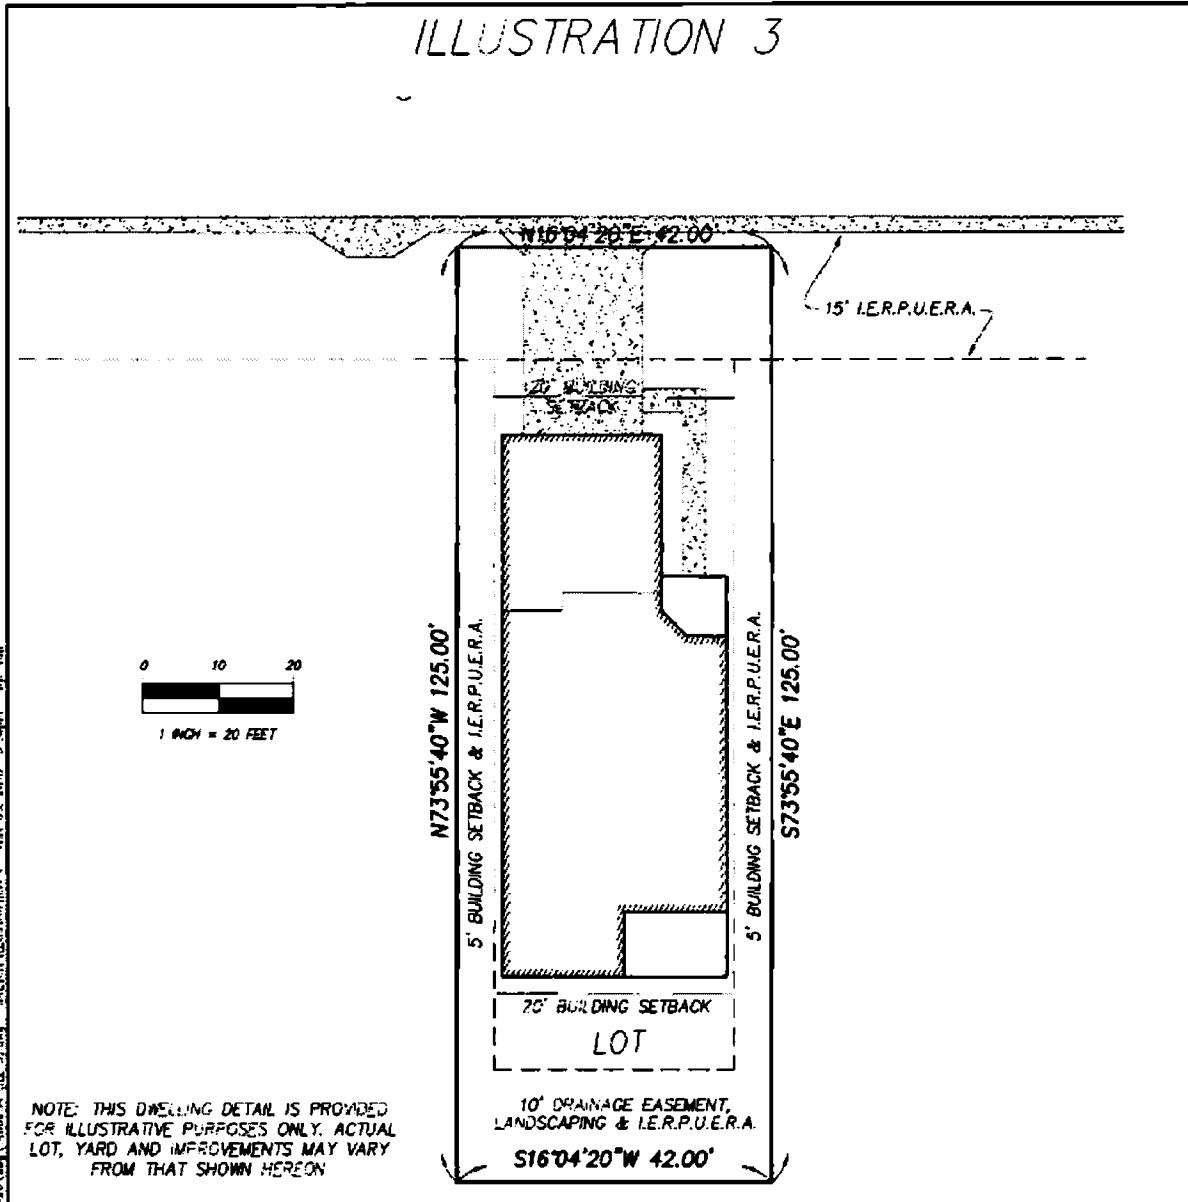 ILLUSTRATION 3
N16°04'20"E 42.00'
15' I.E.R.P.U.E.R.A.
20' BUILDING
SETBACK
N73°55'40"W 125.00'
5' BUILDING SETBACK & I.E.R.P.U.E.R.A.
5' BUILDING SETBACK & I.E.R.P.U.E.R.A.
S73°55'40"E 125.00'
0 10 20
1 INCH = 20 FEET
20' BUILDING SETBACK
LOT
10' DRAINAGE EASEMENT,
LANDSCAPING & I.E.R.P.U.E.R.A.
S16°04'20"W 42.00'
NOTE: THIS DWELLING DETAIL IS PROVIDED
FOR ILLUSTRATIVE PURPOSES ONLY. ACTUAL
LOT, YARD AND IMPROVEMENTS MAY VARY
FROM THAT SHOWN HEREON